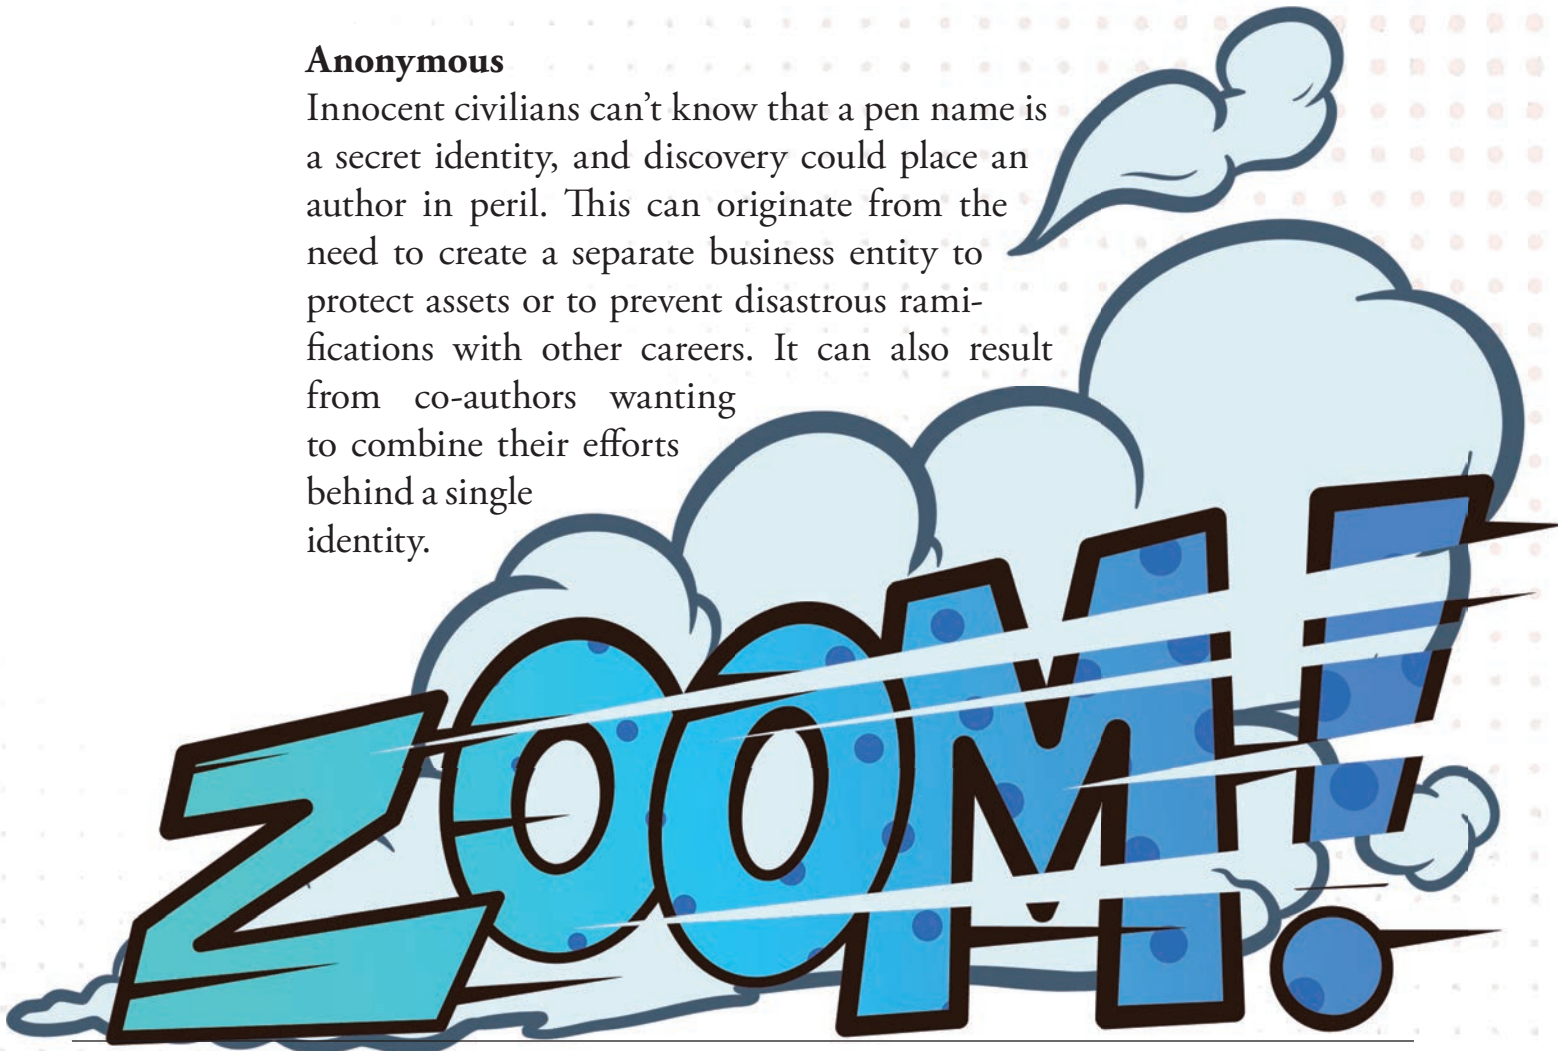 Anonymous
Innocent civilians can’t know that a pen name is
a secret identity, and discovery could place an
author in peril. This can originate from the
need to create a separate business entity to
protect assets or to prevent disastrous rami-
fications with other careers. It can also result
from co-authors wanting
to combine their efforts
behind a single
identity.
ZOOM!